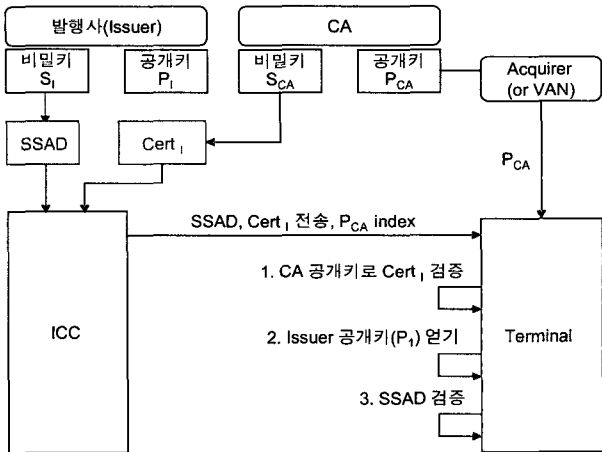 발행사(Issuer)
CA
비밀키
S_I
공개키
P_I
비밀키
S_CA
공개키
P_CA
Acquirer
(or VAN)
SSAD
Cert_I
P_CA
SSAD, Cert_I 전송, P_CA index
1. CA 공개키로 Cert_I 검증
ICC
2. Issuer 공개키(P_1) 얻기
Terminal
3. SSAD 검증